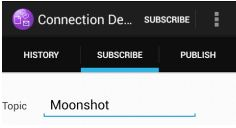 Connection De... SUBSCRIBE
HISTORY SUBSCRIBE PUBLISH
Topic Moonshot